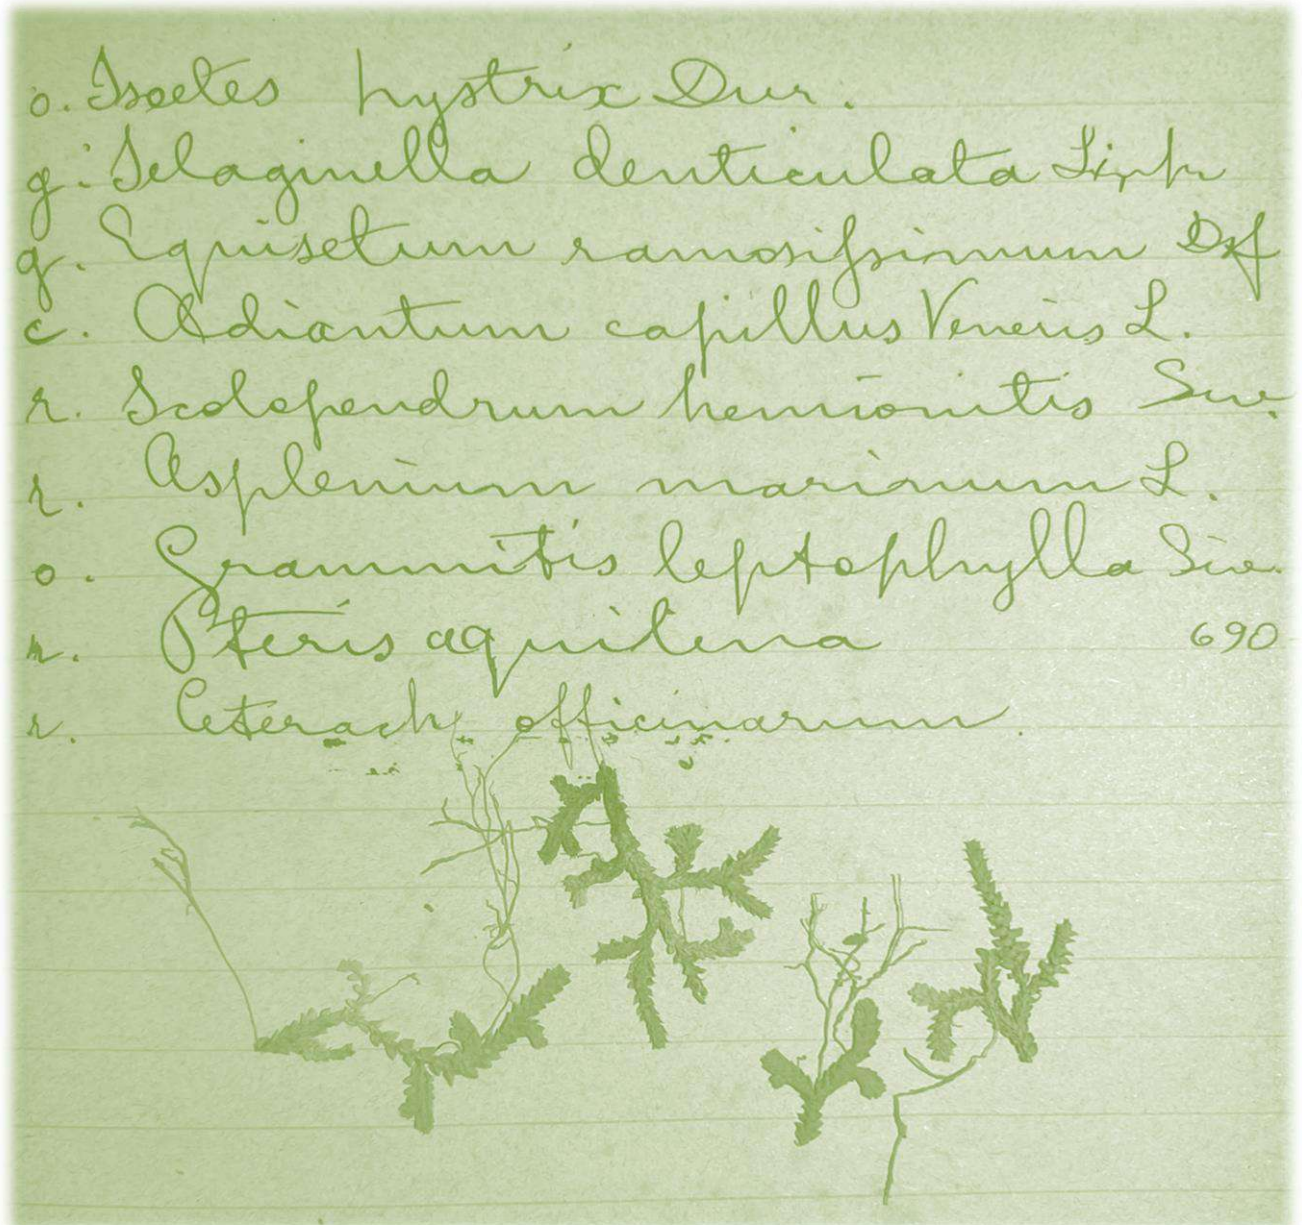 o. Isoetes hystrix Dur.
g. Selaginella denticulata Link
g. Equisetum ramosissimum Dsf
c. Adiantum capillus Veneris L.
r. Scolopendrum hemionitis Sw.
r. Asplenium marinum L.
o. Grammitis leptophylla Sw.
r. Pteris aquilina 690
r. Ceterach officinarum.